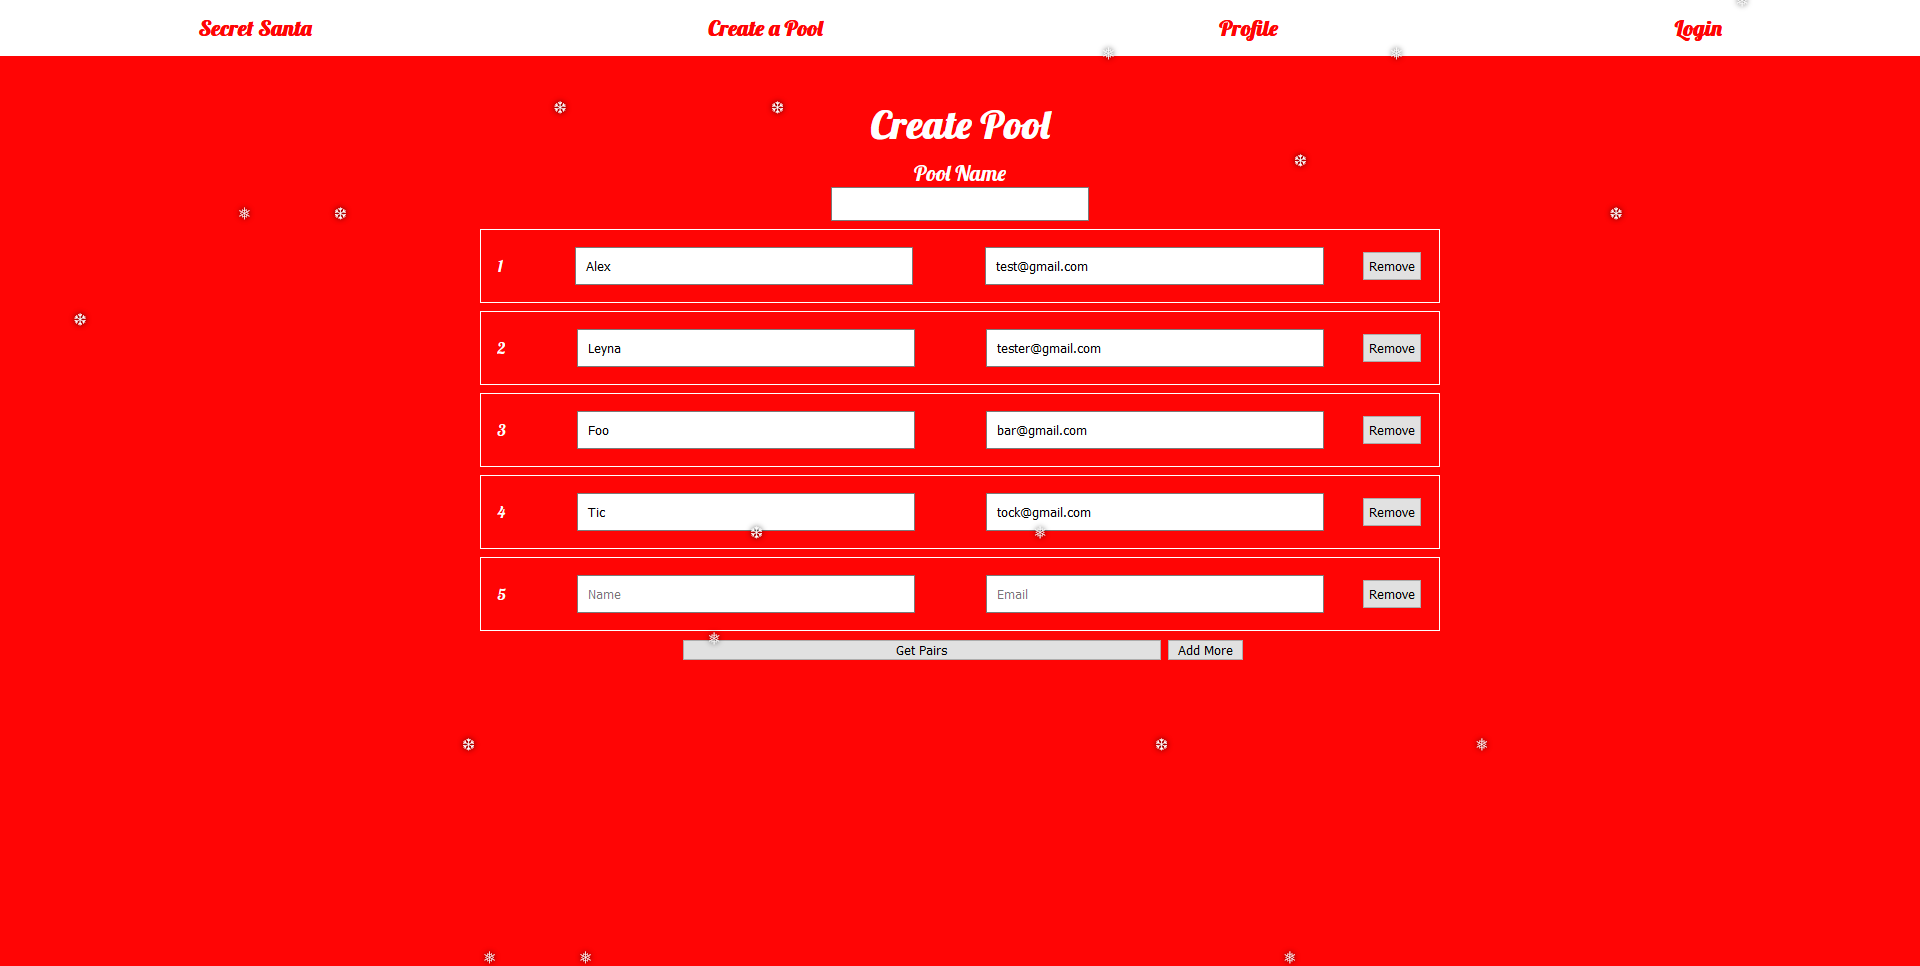 Secret Santa Create a Pool Profile Login
Create Pool
Pool Name
1 Alex test@gmail.com Remove
2 Leyna tester@gmail.com Remove
3 Foo bar@gmail.com Remove
4 Tic tock@gmail.com Remove
5 Name Email Remove
Get Pairs Add More